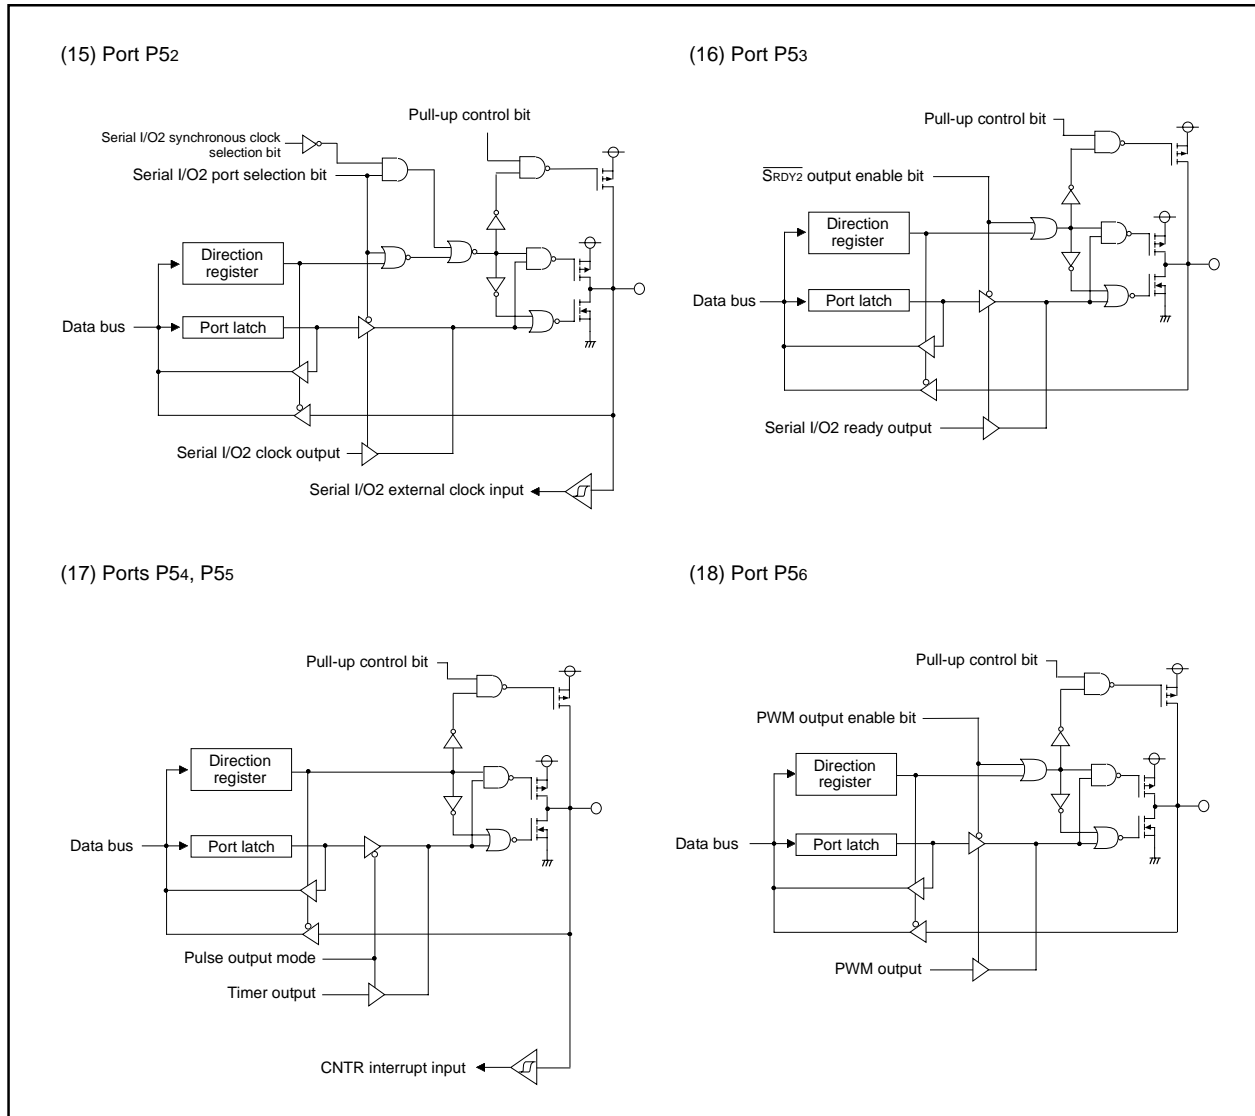 (15) Port P52
Pull-up control bit
Serial I/O2 synchronous clock
selection bit
Serial I/O2 port selection bit
Direction
register
Data bus
Port latch
Serial I/O2 clock output
Serial I/O2 external clock input
(16) Port P53
Pull-up control bit
SRDY2 output enable bit
Direction
register
Data bus
Port latch
Serial I/O2 ready output
(17) Ports P54, P55
Pull-up control bit
Direction
register
Data bus
Port latch
Pulse output mode
Timer output
CNTR interrupt input
(18) Port P56
Pull-up control bit
PWM output enable bit
Direction
register
Data bus
Port latch
PWM output